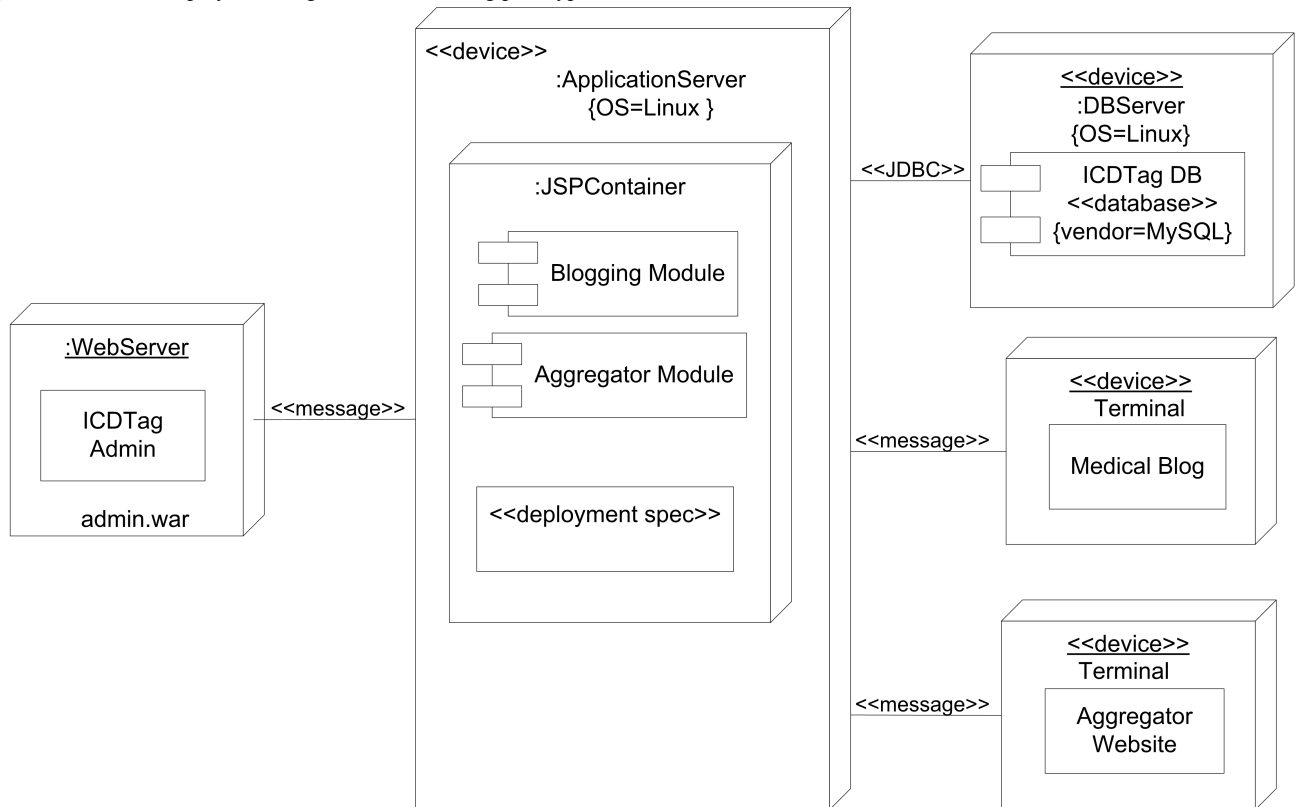 <<device>>
:ApplicationServer
{OS=Linux }
:JSPContainer
Blogging Module
Aggregator Module
<<deployment spec>>
:WebServer
ICDTag
Admin
admin.war
<<message>>
<<JDBC>>
<<device>>
:DBServer
{OS=Linux}
ICDTag DB
<<database>>
{vendor=MySQL}
<<message>>
<<device>>
Terminal
Medical Blog
<<message>>
<<device>>
Terminal
Aggregator
Website